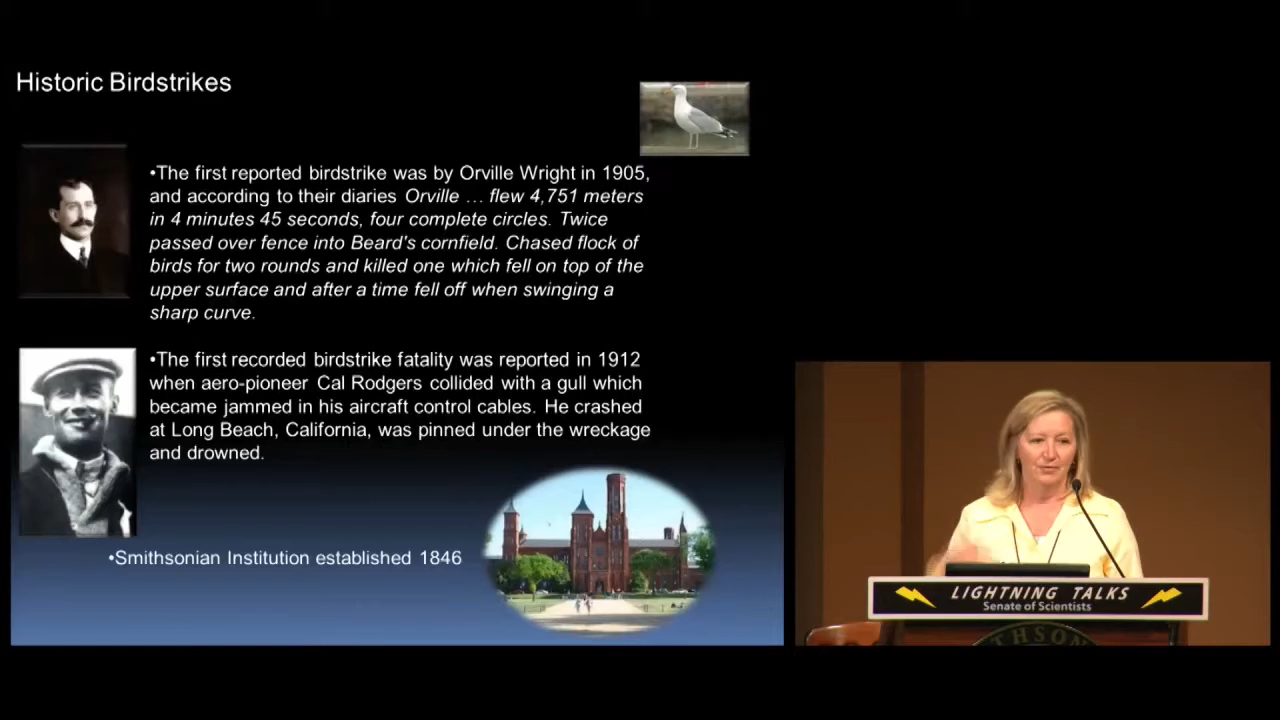 Historic Birdstrikes
•The first reported birdstrike was by Orville Wright in 1905,
and according to their diaries Orville … flew 4,751 meters
in 4 minutes 45 seconds, four complete circles. Twice
passed over fence into Beard's cornfield. Chased flock of
birds for two rounds and killed one which fell on top of the
upper surface and after a time fell off when swinging a
sharp curve.
•The first recorded birdstrike fatality was reported in 1912
when aero-pioneer Cal Rodgers collided with a gull which
became jammed in his aircraft control cables. He crashed
at Long Beach, California, was pinned under the wreckage
and drowned.
•Smithsonian Institution established 1846
LIGHTNING TALKS
Senate of Scientists
THSON